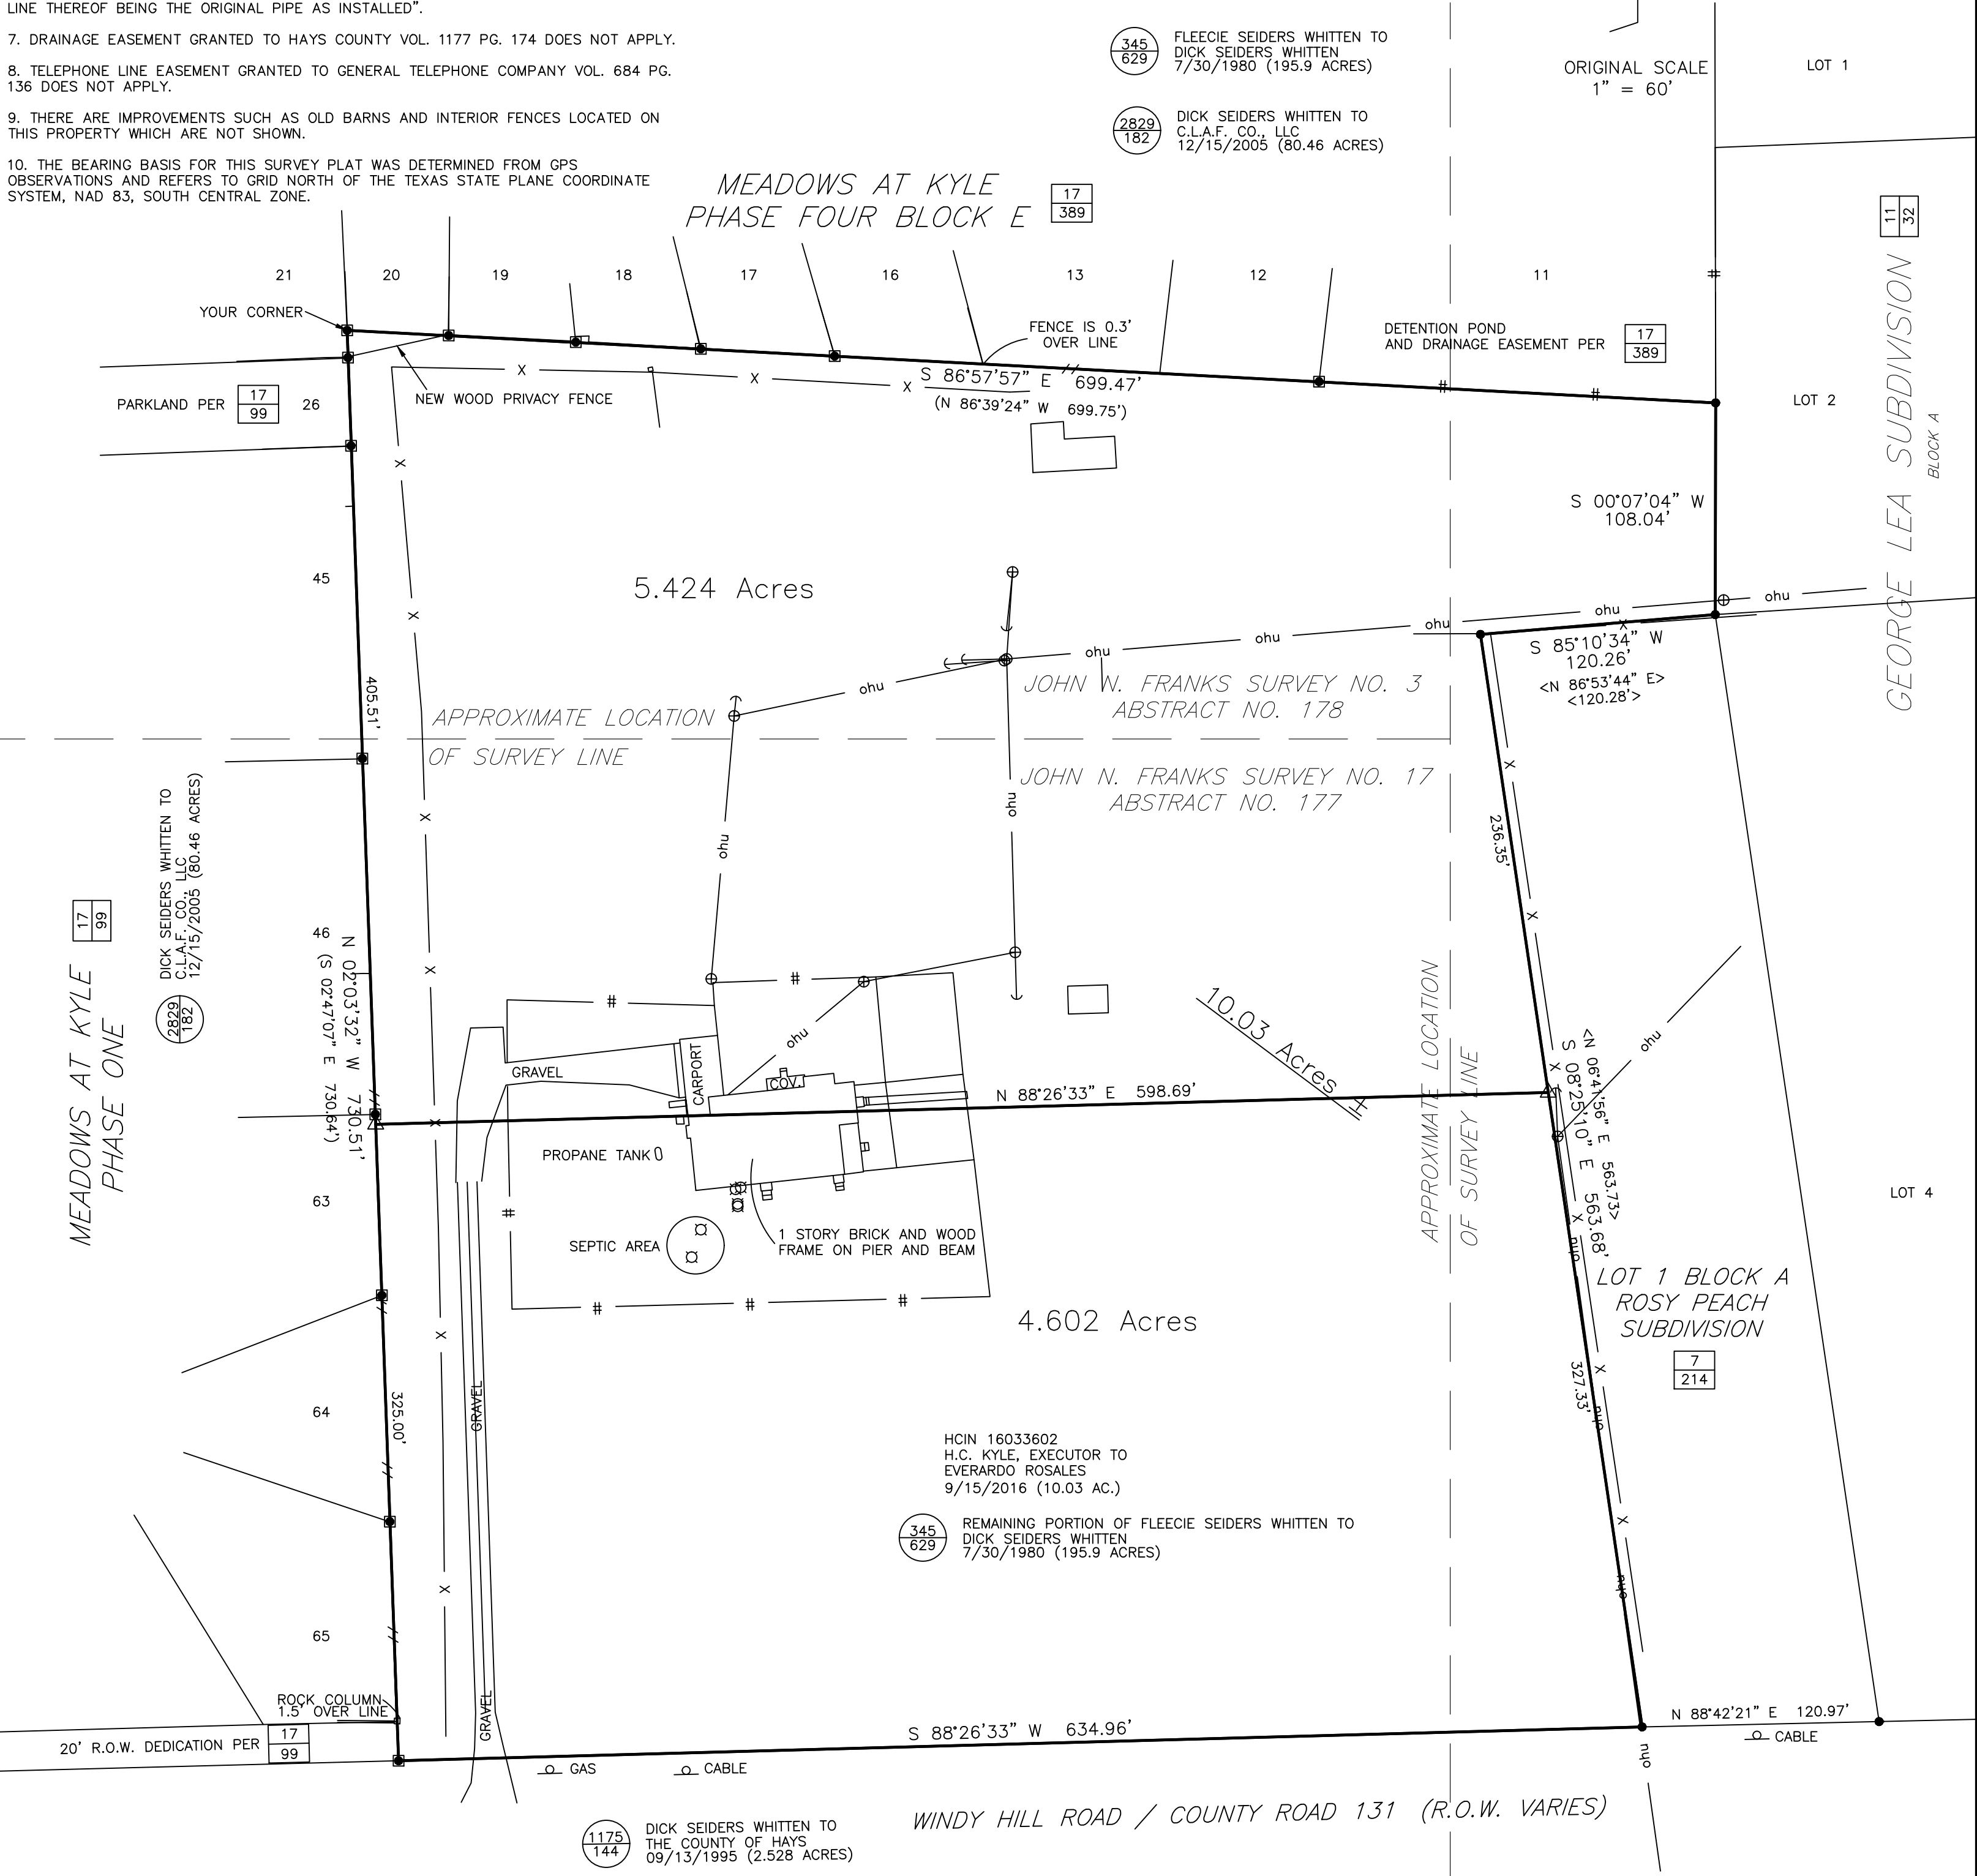 LINE THEREOF BEING THE ORIGINAL PIPE AS INSTALLED".
7. DRAINAGE EASEMENT GRANTED TO HAYS COUNTY VOL. 1177 PG. 174 DOES NOT APPLY.
8. TELEPHONE LINE EASEMENT GRANTED TO GENERAL TELEPHONE COMPANY VOL. 684 PG.
136 DOES NOT APPLY.
9. THERE ARE IMPROVEMENTS SUCH AS OLD BARNS AND INTERIOR FENCES LOCATED ON
THIS PROPERTY WHICH ARE NOT SHOWN.
10. THE BEARING BASIS FOR THIS SURVEY PLAT WAS DETERMINED FROM GPS
OBSERVATIONS AND REFERS TO GRID NORTH OF THE TEXAS STATE PLANE COORDINATE
SYSTEM, NAD 83, SOUTH CENTRAL ZONE.
345
629
FLEECIE SEIDERS WHITTEN TO
DICK SEIDERS WHITTEN
7/30/1980 (195.9 ACRES)
2829
182
DICK SEIDERS WHITTEN TO
C.L.A.F. CO., LLC
12/15/2005 (80.46 ACRES)
ORIGINAL SCALE
1" = 60'
LOT 1
MEADOWS AT KYLE
PHASE FOUR BLOCK E
17
389
11
32
21
20
19
18
17
16
13
12
11
YOUR CORNER
FENCE IS 0.3'
OVER LINE
DETENTION POND
AND DRAINAGE EASEMENT PER
17
389
S 86°57'57" E 699.47'
(N 86°39'24" W 699.75')
NEW WOOD PRIVACY FENCE
PARKLAND PER
17
99
26
LOT 2
GEORGE LEA SUBDIVISION
BLOCK A
S 00°07'04" W
108.04'
45
5.424 Acres
ohu
ohu
ohu
ohu
ohu
ohu
S 85°10'34" W
120.26'
<N 86°53'44" E>
<120.28'>
405.51'
JOHN N. FRANKS SURVEY NO. 3
ABSTRACT NO. 178
APPROXIMATE LOCATION
OF SURVEY LINE
JOHN N. FRANKS SURVEY NO. 17
ABSTRACT NO. 177
ohu
ohu
236.35'
DICK SEIDERS WHITTEN TO
C.L.A.F. CO., LLC
12/15/2005 (80.46 ACRES)
2829
182
17
99
MEADOWS AT KYLE
PHASE ONE
46
N 02°03'32" W 730.51'
(S 02°47'07" E 730.64')
10.03 Acres
APPROXIMATE LOCATION
OF SURVEY LINE
ohu
<N 06°41'56" E 563.73>
S 08°25'10" E 563.68'
ohu
GRAVEL
CARPORT
COV.
N 88°26'33" E 598.69'
PROPANE TANK
63
SEPTIC AREA
1 STORY BRICK AND WOOD
FRAME ON PIER AND BEAM
LOT 4
ohu
LOT 1 BLOCK A
ROSY PEACH
SUBDIVISION
7
214
4.602 Acres
64
325.00'
GRAVEL
327.33'
ohu
HCIN 16033602
H.C. KYLE, EXECUTOR TO
EVERARDO ROSALES
9/15/2016 (10.03 AC.)
345
629
REMAINING PORTION OF FLEECIE SEIDERS WHITTEN TO
DICK SEIDERS WHITTEN
7/30/1980 (195.9 ACRES)
ohu
65
ROCK COLUMN
1.5' OVER LINE
GRAVEL
20' R.O.W. DEDICATION PER
17
99
S 88°26'33" W 634.96'
N 88°42'21" E 120.97'
CABLE
ohu
GAS
CABLE
WINDY HILL ROAD / COUNTY ROAD 131 (R.O.W. VARIES)
1175
144
DICK SEIDERS WHITTEN TO
THE COUNTY OF HAYS
09/13/1995 (2.528 ACRES)